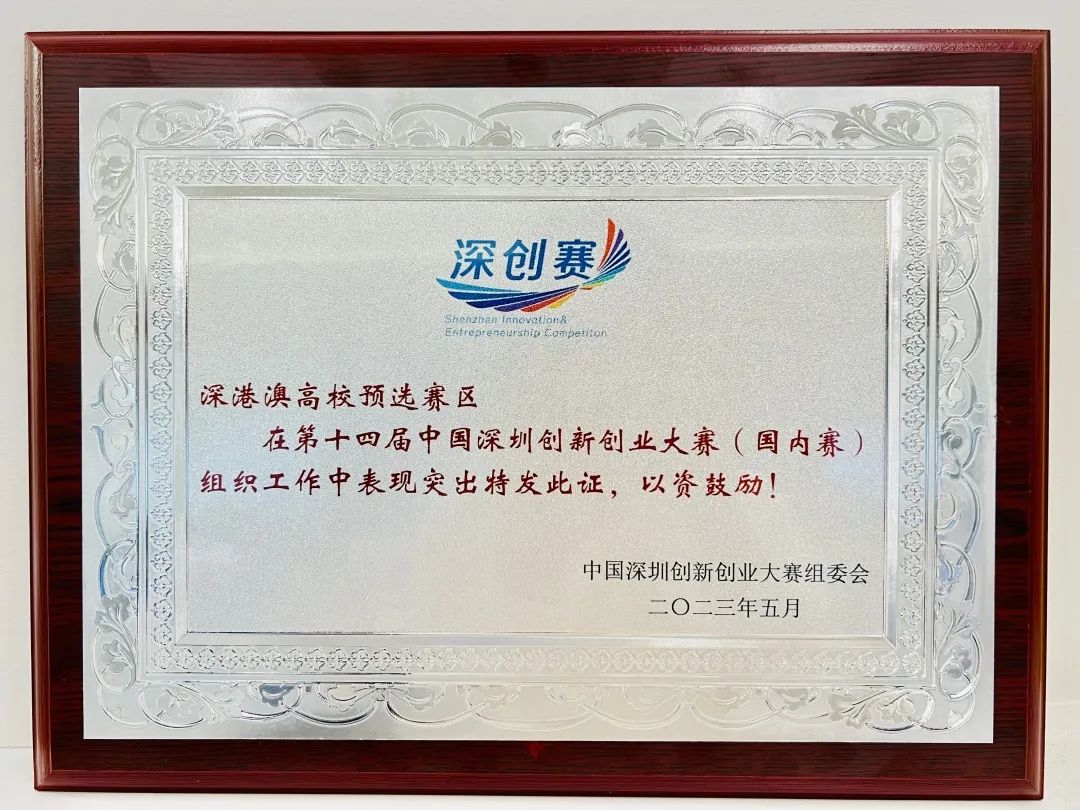 深创赛
Shenzhen Innovation&
Entrepreneurship Competiton
深港澳高校预选赛区
在第十四届中国深圳创新创业大赛（国内赛）
组织工作中表现突出特发此证，以资鼓励！
中国深圳创新创业大赛组委会
二〇二三年五月